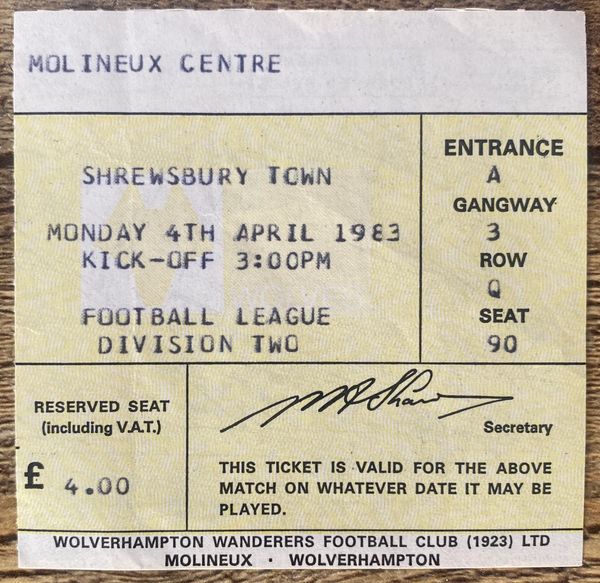 MOLINEUX CENTRE
SHREWSBURY TOWN
MONDAY 4TH APRIL 1983
KICK-OFF 3:00PM
FOOTBALL LEAGUE
DIVISION TWO
ENTRANCE
A
GANGWAY
3
ROW
Q
SEAT
90
RESERVED SEAT
(including V.A.T.)
£ 4.00
Secretary
THIS TICKET IS VALID FOR THE ABOVE
MATCH ON WHATEVER DATE IT MAY BE
PLAYED.
WOLVERHAMPTON WANDERERS FOOTBALL CLUB (1923) LTD
MOLINEUX · WOLVERHAMPTON